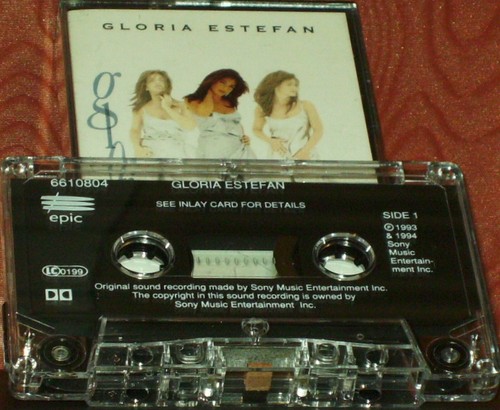 GLORIA ESTEFAN
6610804
GLORIA ESTEFAN
epic
SEE INLAY CARD FOR DETAILS
SIDE 1
Ⓟ 1993
& 1994
Sony
Music
Entertain-
ment Inc.
LC 0199
Original sound recording made by Sony Music Entertainment Inc.
The copyright in this sound recording is owned by
Sony Music Entertainment Inc.